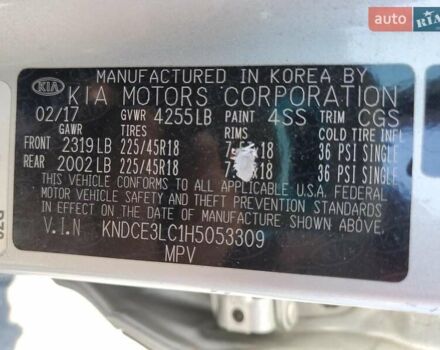 auto RIA
KIA
MANUFACTURED IN KOREA BY
KIA MOTORS CORPORATION
02/17 GVWR 4255LB PAINT 4SS TRIM CGS
GAWR TIRES RIMS COLD TIRE INFL
FRONT 2319LB 225/45R18 18 36 PSI SINGLE
REAR 2002LB 225/45R18 18 36 PSI SINGLE
THIS VEHICLE CONFORMS TO ALL APPLICABLE U.S.A. FEDERAL
MOTOR VEHICLE SAFETY AND THEFT PREVENTION STANDARDS
IN EFFECT ON THE DATE OF MANUFACTURE SHOWN ABOVE.
V.I.N KNDCE3LC1H5053309
MPV